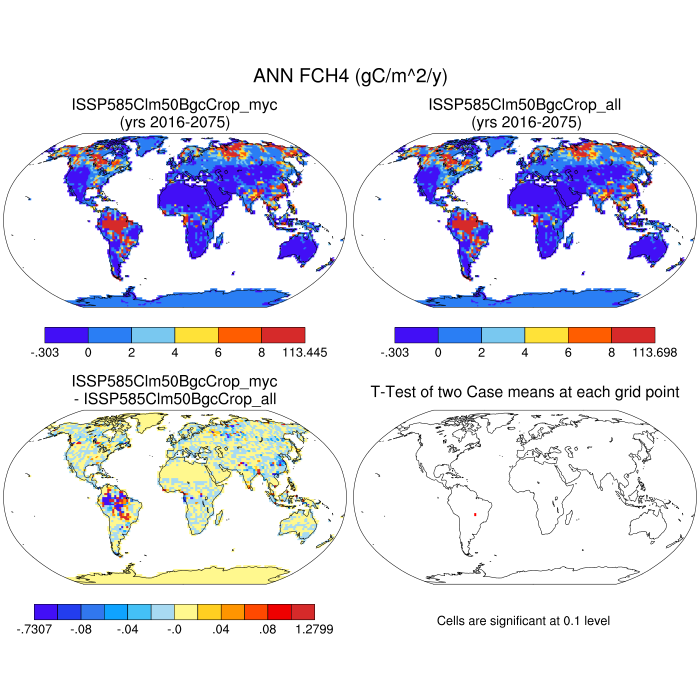 ANN FCH4 (gC/m^2/y)
ISSP585Clm50BgcCrop_myc
(yrs 2016-2075)
ISSP585Clm50BgcCrop_all
(yrs 2016-2075)
-.303 0 2 4 6 8 113.445
-.303 0 2 4 6 8 113.698
ISSP585Clm50BgcCrop_myc
- ISSP585Clm50BgcCrop_all
T-Test of two Case means at each grid point
-.7307 -.08 -.04 -.0 .04 .08 1.2799
Cells are significant at 0.1 level